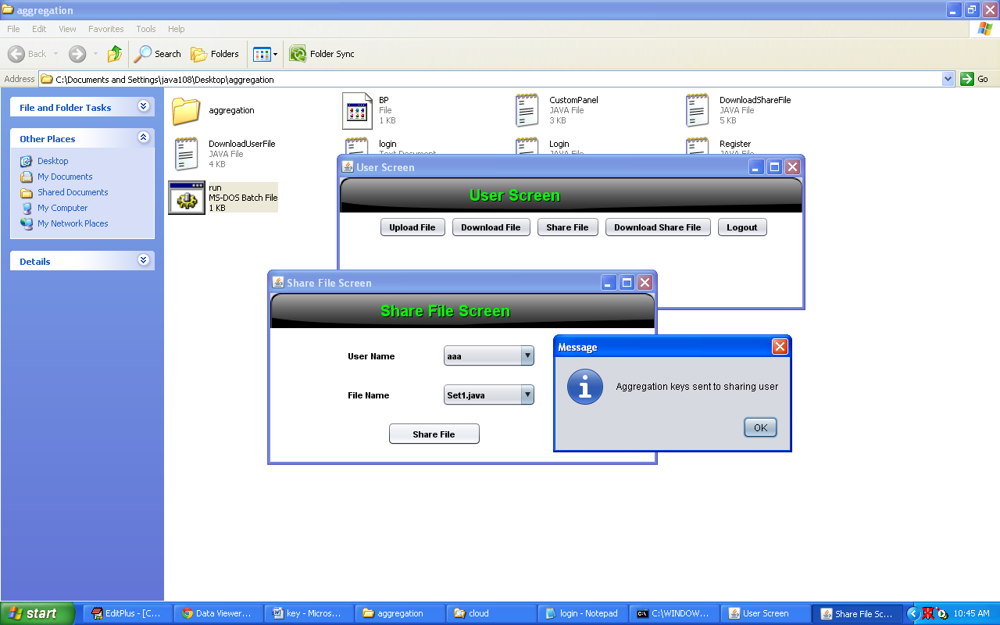 aggregation
File Edit View Favorites Tools Help
Back Search Folders Folder Sync
Address C:\Documents and Settings\java108\Desktop\aggregation Go
File and Folder Tasks
Other Places
Desktop
My Documents
Shared Documents
My Computer
My Network Places
Details
aggregation
BP
File
1 KB
CustomPanel
JAVA File
3 KB
DownloadShareFile
JAVA File
5 KB
DownloadUserFile
JAVA File
4 KB
login
Text Document
Login
JAVA File
Register
JAVA File
run
MS-DOS Batch File
1 KB
User Screen
User Screen
Upload File Download File Share File Download Share File Logout
Share File Screen
Share File Screen
User Name aaa
File Name Set1.java
Share File
Message
Aggregation keys sent to sharing user
OK
start EditPlus - [C... Data Viewer... key - Micros... aggregation cloud login - Notepad C:\WINDOW... User Screen Share File Sc... 10:45 AM